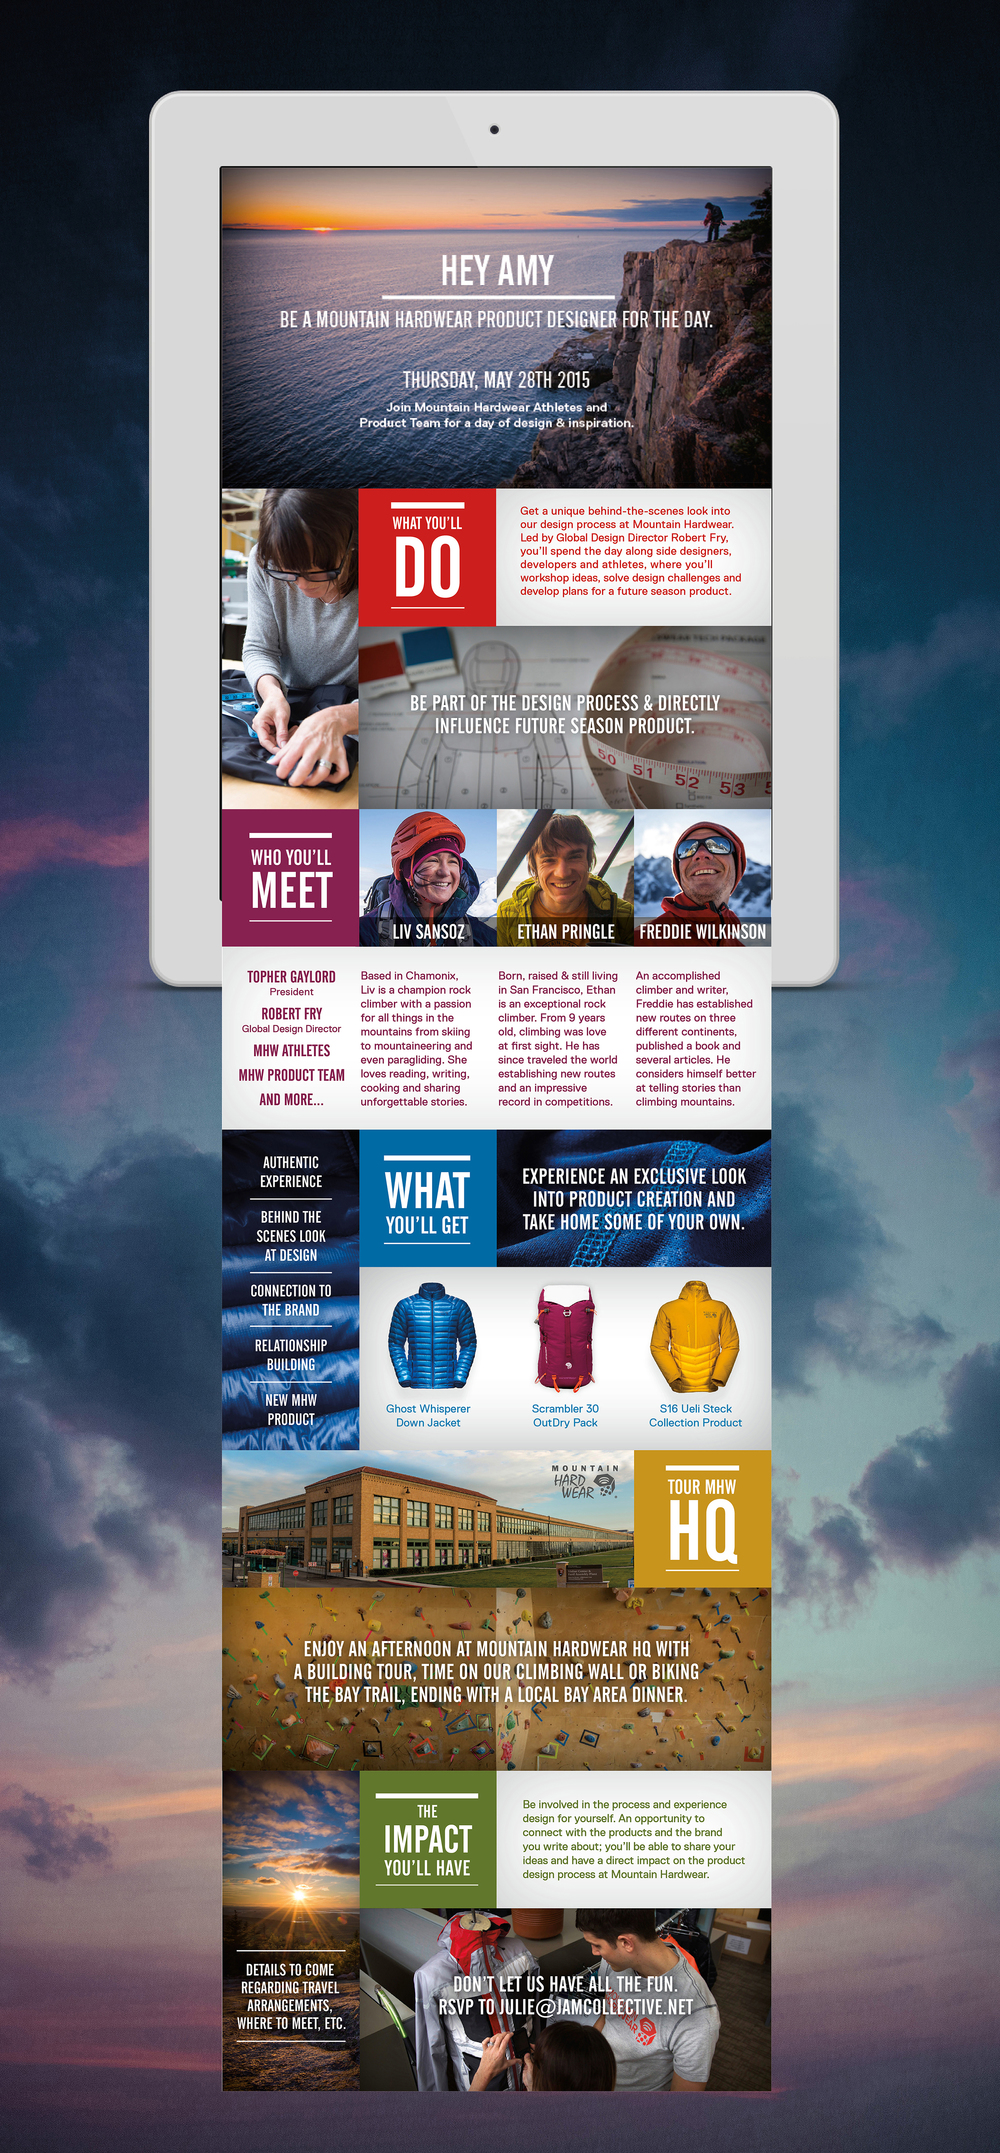 HEY AMY
BE A MOUNTAIN HARDWEAR PRODUCT DESIGNER FOR THE DAY.
THURSDAY, MAY 28TH 2015
Join Mountain Hardwear Athletes and
Product Team for a day of design & inspiration.
WHAT YOU'LL
DO
Get a unique behind-the-scenes look into
our design process at Mountain Hardwear.
Led by Global Design Director Robert Fry,
you'll spend the day along side designers,
developers and athletes, where you'll
workshop ideas, solve design challenges and
develop plans for a future season product.
BE PART OF THE DESIGN PROCESS & DIRECTLY
INFLUENCE FUTURE SEASON PRODUCT.
50 51 52 53
WHO YOU'LL
MEET
LIV SANSOZ
ETHAN PRINGLE
FREDDIE WILKINSON
TOPHER GAYLORD
President
ROBERT FRY
Global Design Director
MHW ATHLETES
MHW PRODUCT TEAM
AND MORE...
Based in Chamonix,
Liv is a champion rock
climber with a passion
for all things in the
mountains from skiing
to mountaineering and
even paragliding. She
loves reading, writing,
cooking and sharing
unforgettable stories.
Born, raised & still living
in San Francisco, Ethan
is an exceptional rock
climber. From 9 years
old, climbing was love
at first sight. He has
since traveled the world
establishing new routes
and an impressive
record in competitions.
An accomplished
climber and writer,
Freddie has established
new routes on three
different continents,
published a book and
several articles. He
considers himself better
at telling stories than
climbing mountains.
AUTHENTIC
EXPERIENCE
BEHIND THE
SCENES LOOK
AT DESIGN
CONNECTION TO
THE BRAND
RELATIONSHIP
BUILDING
NEW MHW
PRODUCT
WHAT
YOU'LL GET
EXPERIENCE AN EXCLUSIVE LOOK
INTO PRODUCT CREATION AND
TAKE HOME SOME OF YOUR OWN.
Ghost Whisperer
Down Jacket
Scrambler 30
OutDry Pack
S16 Ueli Steck
Collection Product
MOUNTAIN
HARD
WEAR
TOUR MHW
HQ
ENJOY AN AFTERNOON AT MOUNTAIN HARDWEAR HQ WITH
A BUILDING TOUR, TIME ON OUR CLIMBING WALL OR BIKING
THE BAY TRAIL, ENDING WITH A LOCAL BAY AREA DINNER.
THE
IMPACT
YOU'LL HAVE
Be involved in the process and experience
design for yourself. An opportunity to
connect with the products and the brand
you write about; you'll be able to share your
ideas and have a direct impact on the product
design process at Mountain Hardwear.
DETAILS TO COME
REGARDING TRAVEL
ARRANGEMENTS,
WHERE TO MEET, ETC.
DON'T LET US HAVE ALL THE FUN.
RSVP TO JULIE@JAMCOLLECTIVE.NET